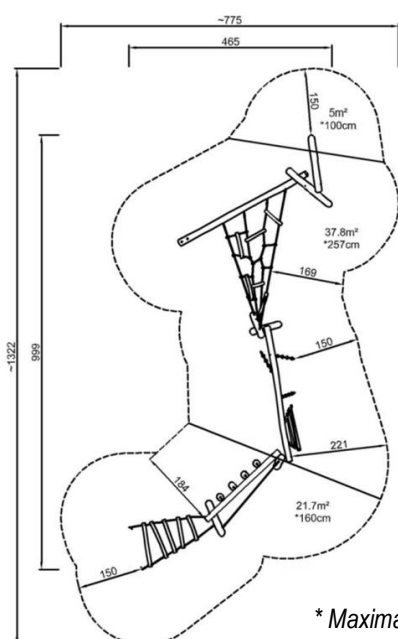 ~775
465
150
5m²
*100cm
37.8m²
*257cm
169
~1322
999
150
221
184
21.7m²
*160cm
150
* Maxima